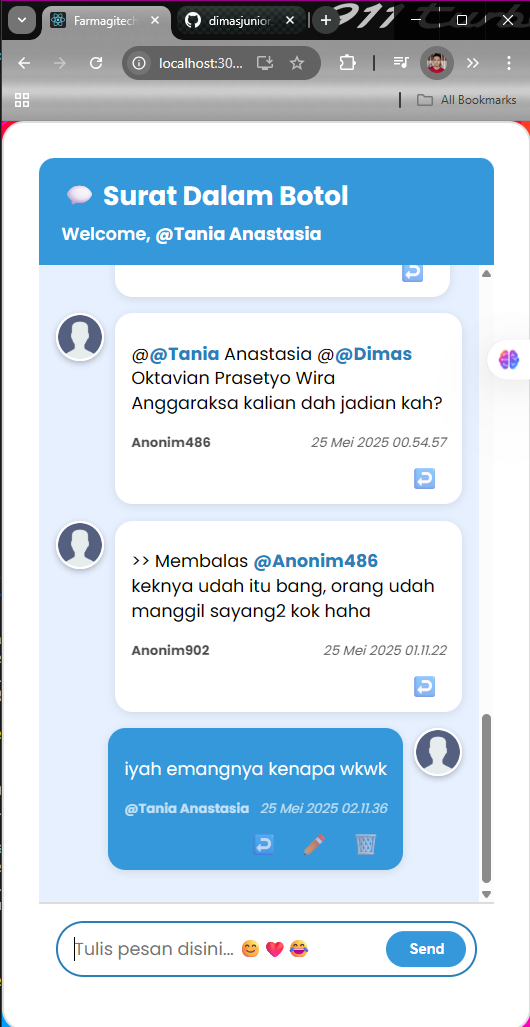 Farmagitech
dimasjunior
911 turb
localhost:30...
All Bookmarks
Surat Dalam Botol
Welcome, @Tania Anastasia
@@Tania Anastasia @@Dimas
Oktavian Prasetyo Wira
Anggaraksa kalian dah jadian kah?
Anonim486 25 Mei 2025 00.54.57
>> Membalas @Anonim486
keknya udah itu bang, orang udah
manggil sayang2 kok haha
Anonim902 25 Mei 2025 01.11.22
iyah emangnya kenapa wkwk
@Tania Anastasia 25 Mei 2025 02.11.36
Tulis pesan disini... 😊 ❤️ 😂 Send